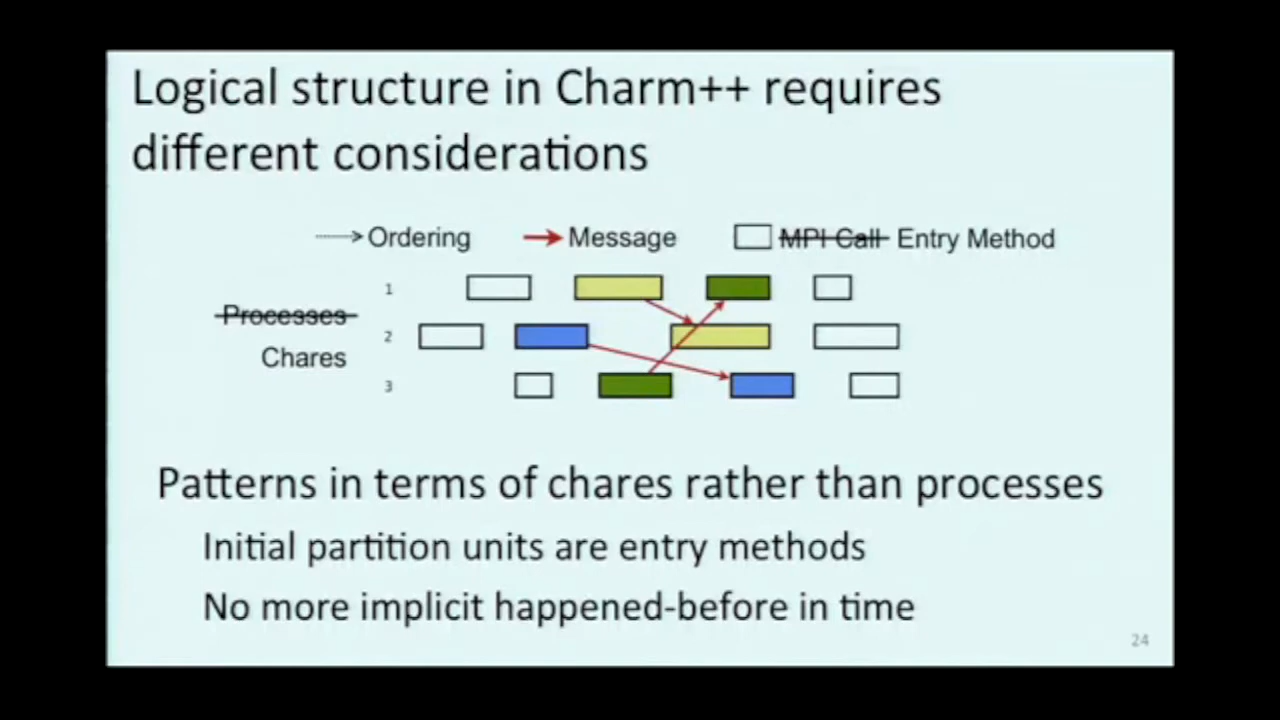 Logical structure in Charm++ requires
different considerations
Ordering Message MPI Call Entry Method
1
Processes
2
Chares
3
Patterns in terms of chares rather than processes
Initial partition units are entry methods
No more implicit happened-before in time
24